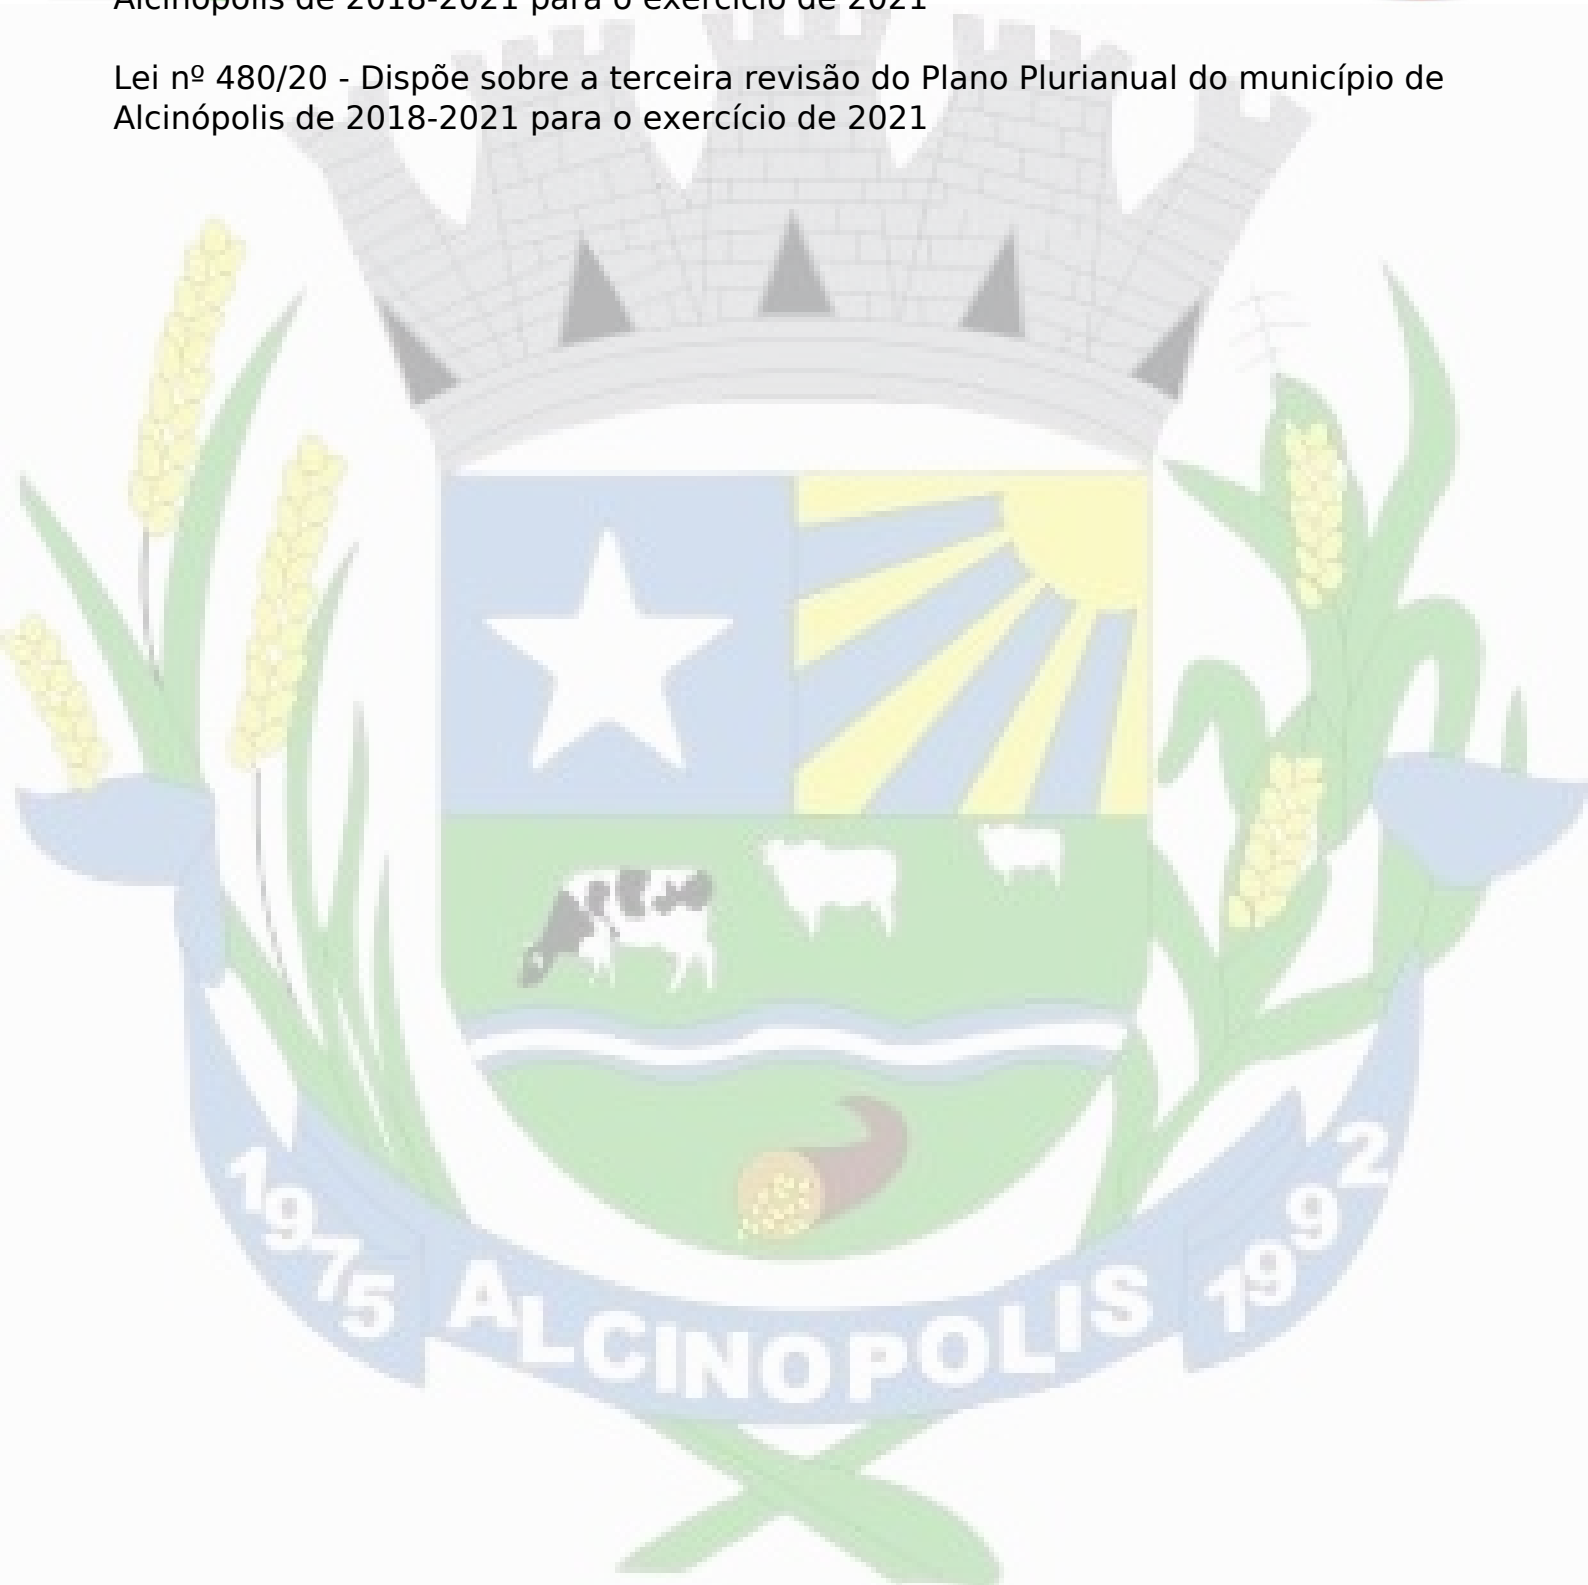 Alcinópolis de 2018-2021 para o exercício de 2021
Lei nº 480/20 - Dispõe sobre a terceira revisão do Plano Plurianual do município de
Alcinópolis de 2018-2021 para o exercício de 2021
1975
ALCINOPOLIS
1992